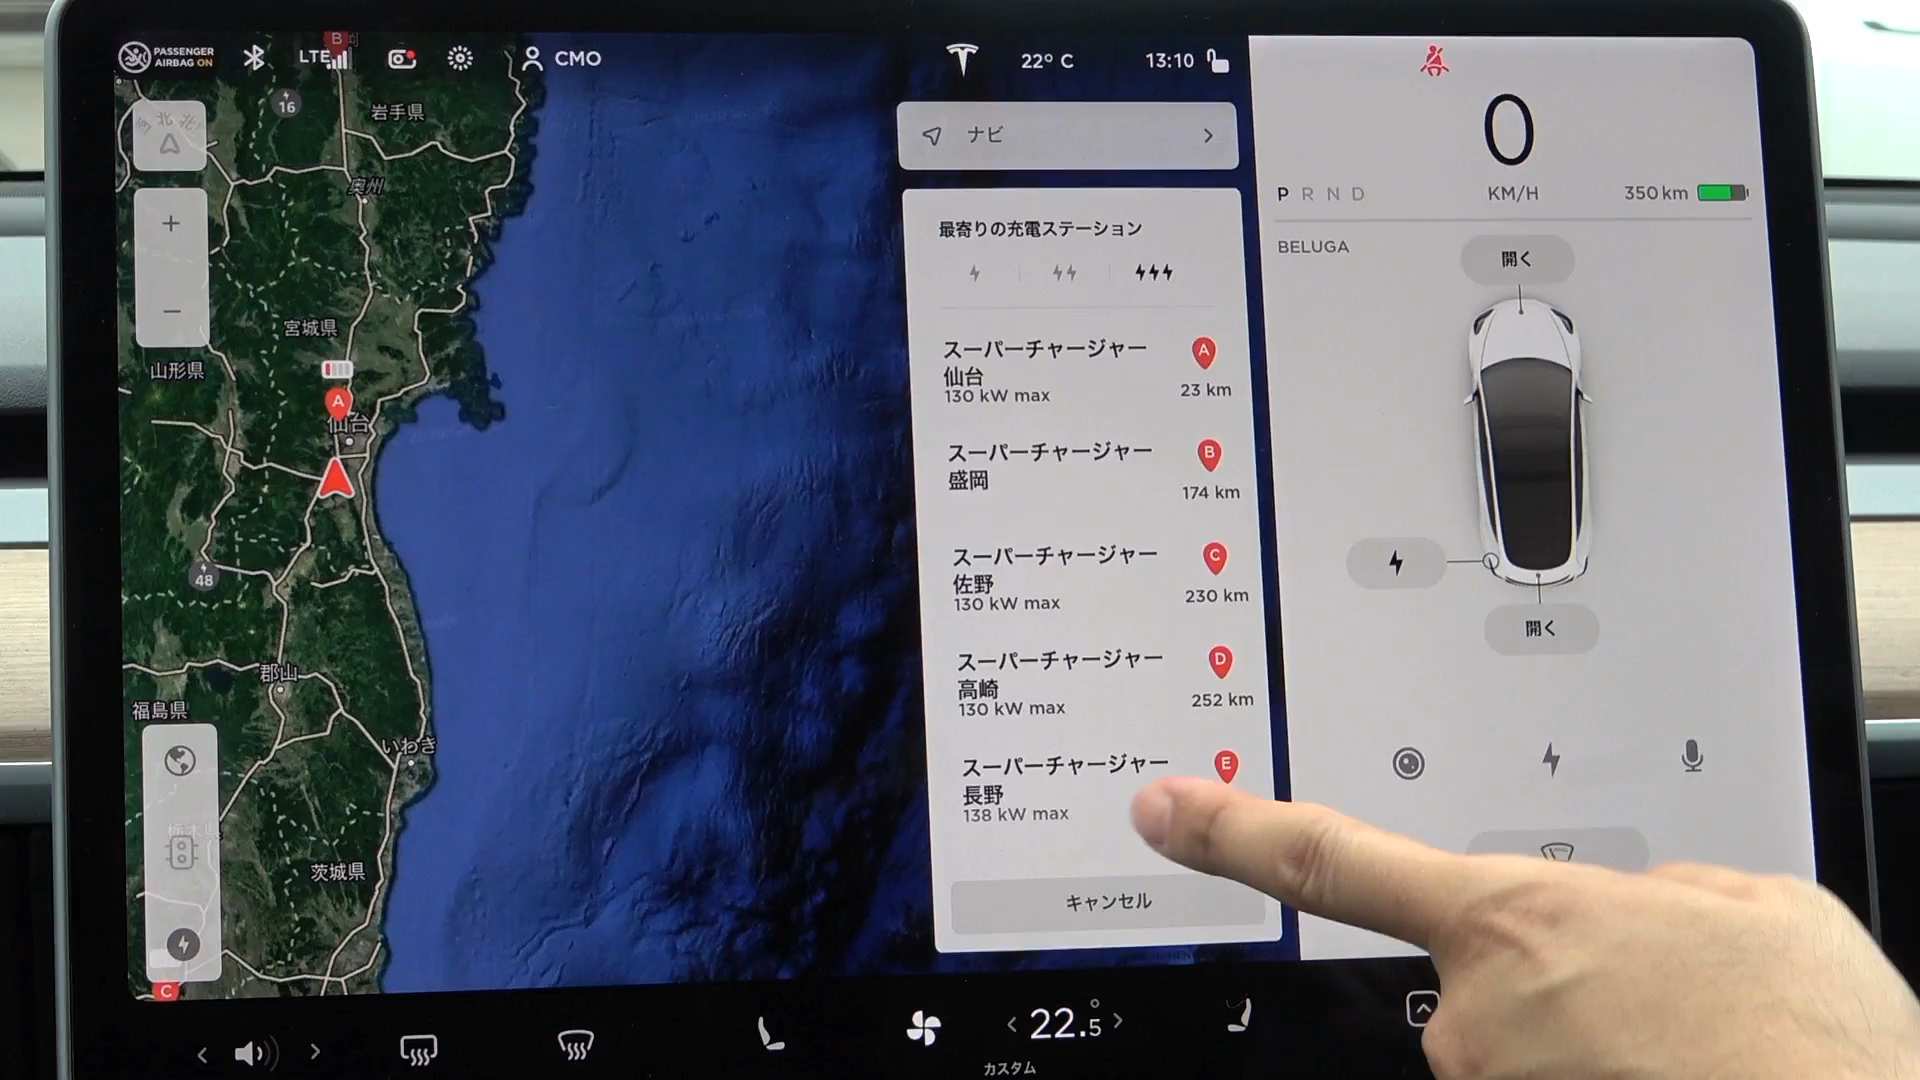 PASSENGER
AIRBAG ON
LTE
CMO
22° C
13:10
B
16
岩手県
奥州
宮城県
山形県
A
仙台
48
郡山
福島県
いわき
栃木県
茨城県
C
ナビ
最寄りの充電ステーション
スーパーチャージャー
仙台
130 kW max
A
23 km
スーパーチャージャー
盛岡
B
174 km
スーパーチャージャー
佐野
130 kW max
C
230 km
スーパーチャージャー
高崎
130 kW max
D
252 km
スーパーチャージャー
長野
138 kW max
E
キャンセル
0
KM/H
P R N D
350 km
BELUGA
開く
開く
22.5°
カスタム